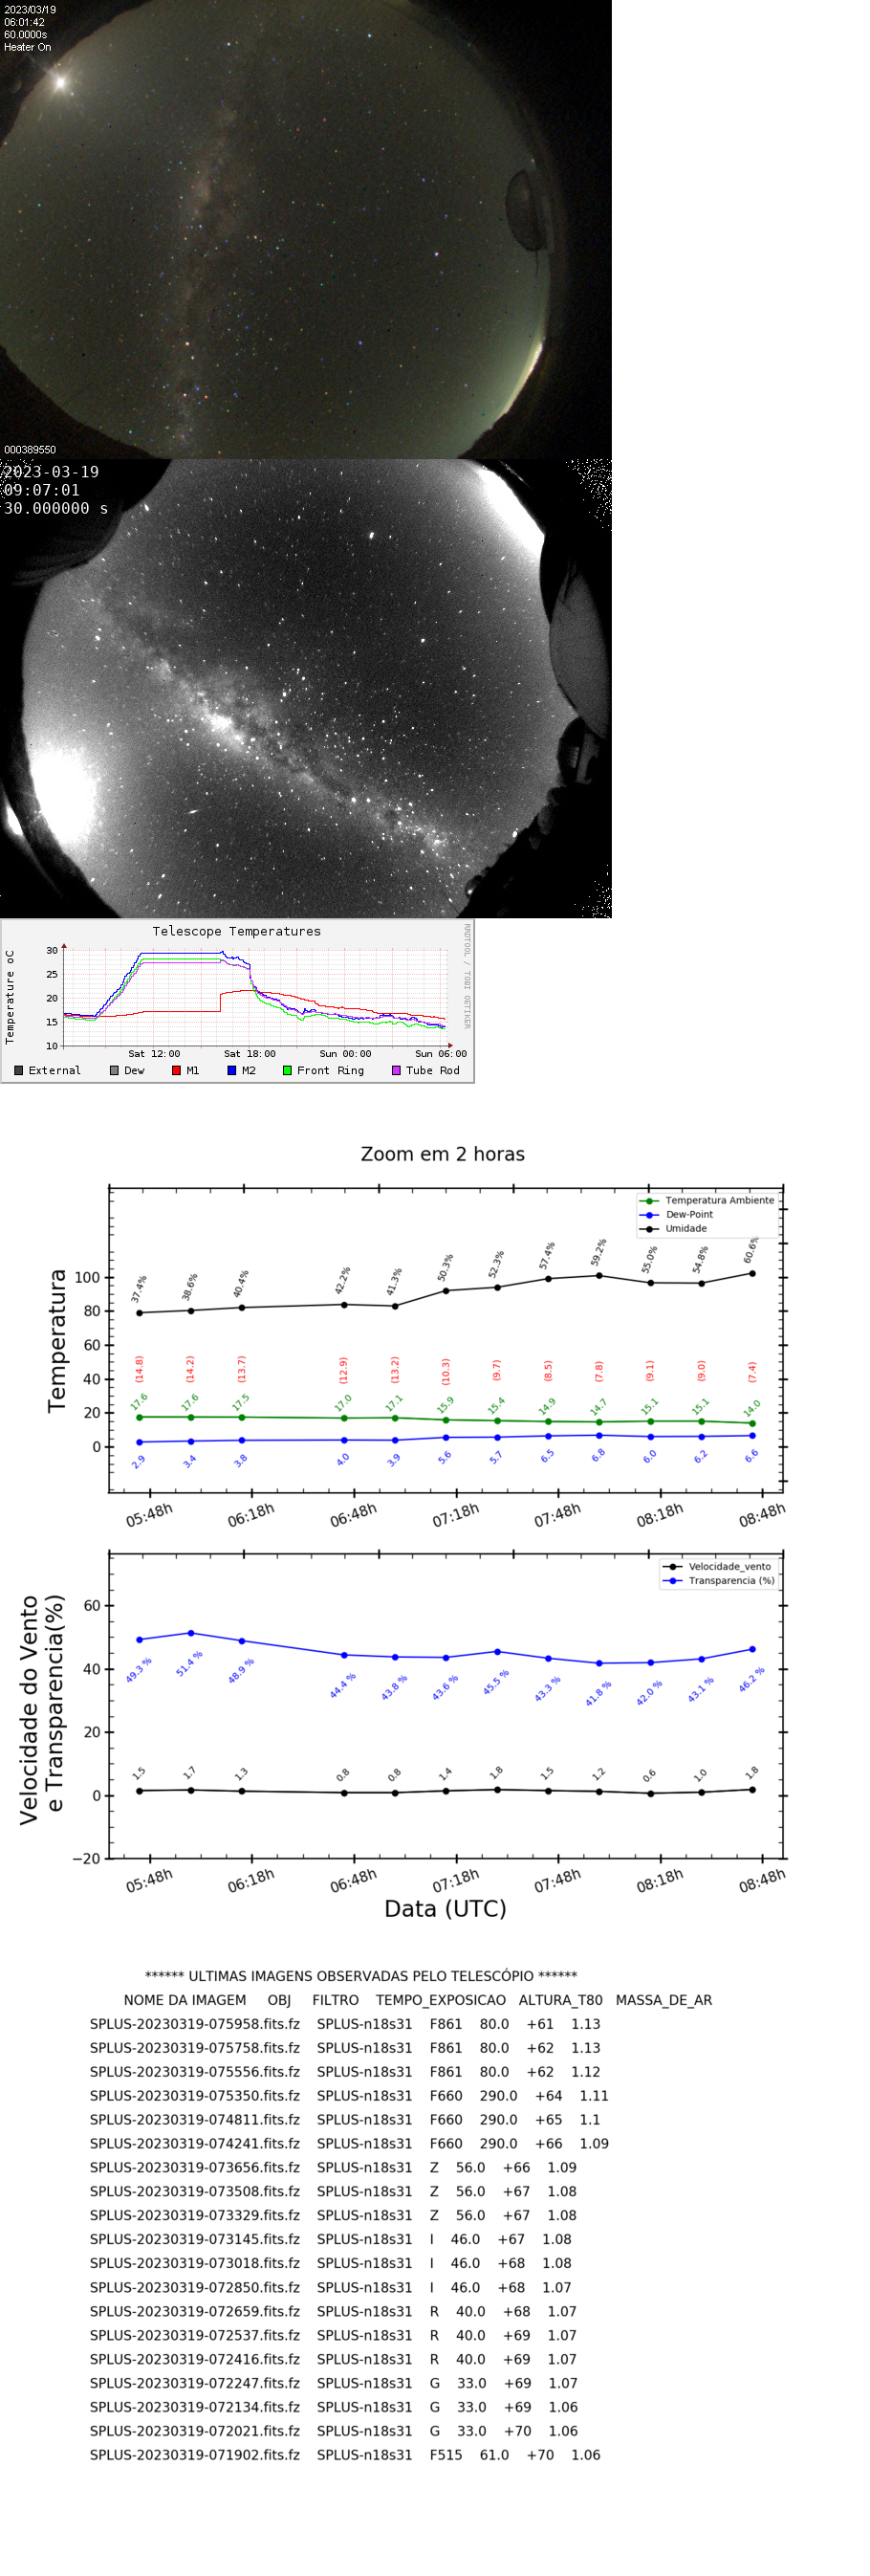 2023/03/19
06:01:42
60.0000s
Heater On
000389550
2023-03-19
09:07:01
30.000000 s
Telescope Temperatures
Temperature oC
RRDTOOL / TOBI OETIKER
30
25
20
15
10
Sat 12:00 Sat 18:00 Sun 00:00 Sun 06:00
External Dew M1 M2 Front Ring Tube Rod
Zoom em 2 horas
Temperatura
Temperatura Ambiente
Dew-Point
Umidade
100
80
60
40
20
0
37.4% 38.6% 40.4% 42.2% 41.3% 50.3% 52.3% 57.4% 59.2% 55.0% 54.8% 60.6%
(14.8) (14.2) (13.7) (12.9) (13.2) (10.3) (9.7) (8.5) (7.8) (9.1) (9.0) (7.4)
17.6 17.6 17.5 17.0 17.1 15.9 15.4 14.9 14.7 15.1 15.1 14.0
2.9 3.4 3.8 4.0 3.9 5.6 5.7 6.5 6.8 6.0 6.2 6.6
05:48h 06:18h 06:48h 07:18h 07:48h 08:18h 08:48h
Velocidade do Vento
e Transparencia(%)
Velocidade_vento
Transparencia (%)
60
40
20
0
−20
49.3 % 51.4 % 48.9 % 44.4 % 43.8 % 43.6 % 45.5 % 43.3 % 41.8 % 42.0 % 43.1 % 46.2 %
1.5 1.7 1.3 0.8 0.8 1.4 1.8 1.5 1.2 0.6 1.0 1.8
05:48h 06:18h 06:48h 07:18h 07:48h 08:18h 08:48h
Data (UTC)
****** ULTIMAS IMAGENS OBSERVADAS PELO TELESCÓPIO ******
NOME DA IMAGEM OBJ FILTRO TEMPO_EXPOSICAO ALTURA_T80 MASSA_DE_AR
SPLUS-20230319-075958.fits.fz SPLUS-n18s31 F861 80.0 +61 1.13
SPLUS-20230319-075758.fits.fz SPLUS-n18s31 F861 80.0 +62 1.13
SPLUS-20230319-075556.fits.fz SPLUS-n18s31 F861 80.0 +62 1.12
SPLUS-20230319-075350.fits.fz SPLUS-n18s31 F660 290.0 +64 1.11
SPLUS-20230319-074811.fits.fz SPLUS-n18s31 F660 290.0 +65 1.1
SPLUS-20230319-074241.fits.fz SPLUS-n18s31 F660 290.0 +66 1.09
SPLUS-20230319-073656.fits.fz SPLUS-n18s31 Z 56.0 +66 1.09
SPLUS-20230319-073508.fits.fz SPLUS-n18s31 Z 56.0 +67 1.08
SPLUS-20230319-073329.fits.fz SPLUS-n18s31 Z 56.0 +67 1.08
SPLUS-20230319-073145.fits.fz SPLUS-n18s31 I 46.0 +67 1.08
SPLUS-20230319-073018.fits.fz SPLUS-n18s31 I 46.0 +68 1.08
SPLUS-20230319-072850.fits.fz SPLUS-n18s31 I 46.0 +68 1.07
SPLUS-20230319-072659.fits.fz SPLUS-n18s31 R 40.0 +68 1.07
SPLUS-20230319-072537.fits.fz SPLUS-n18s31 R 40.0 +69 1.07
SPLUS-20230319-072416.fits.fz SPLUS-n18s31 R 40.0 +69 1.07
SPLUS-20230319-072247.fits.fz SPLUS-n18s31 G 33.0 +69 1.07
SPLUS-20230319-072134.fits.fz SPLUS-n18s31 G 33.0 +69 1.06
SPLUS-20230319-072021.fits.fz SPLUS-n18s31 G 33.0 +70 1.06
SPLUS-20230319-071902.fits.fz SPLUS-n18s31 F515 61.0 +70 1.06